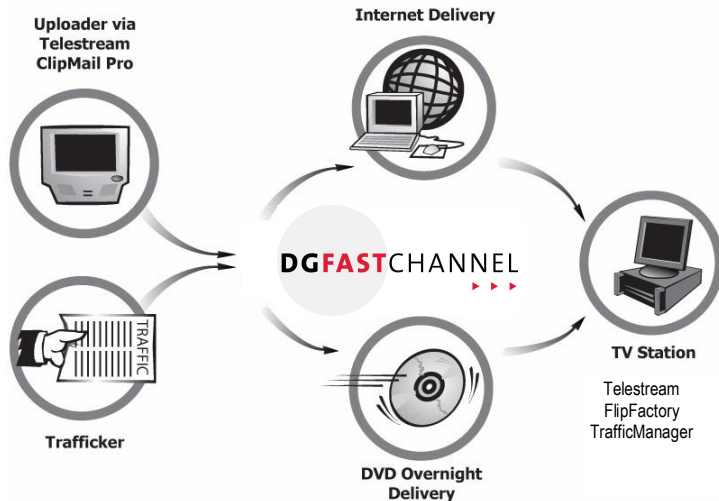 Uploader via
Telestream
ClipMail Pro
Internet Delivery
DGFASTCHANNEL
TRAFFIC
Trafficker
DVD Overnight
Delivery
TV Station
Telestream
FlipFactory
TrafficManager